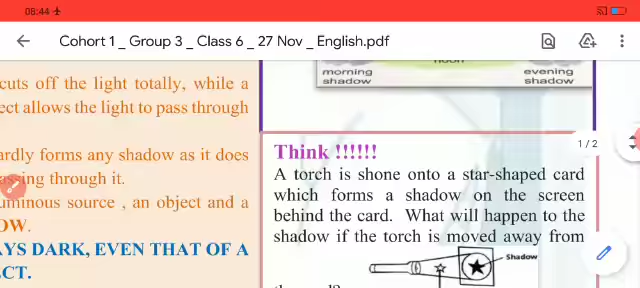 08:44
Cohort 1 _ Group 3 _ Class 6 _ 27 Nov _ English.pdf
cuts off the light totally, while a
ect allows the light to pass through
ardly forms any shadow as it does
assing through it.
uminous source , an object and a
OW.
AYS DARK, EVEN THAT OF A
CT.
noon
morning
shadow
evening
shadow
1 / 2
Think !!!!!!
A torch is shone onto a star-shaped card
which forms a shadow on the screen
behind the card. What will happen to the
shadow if the torch is moved away from
Shadow